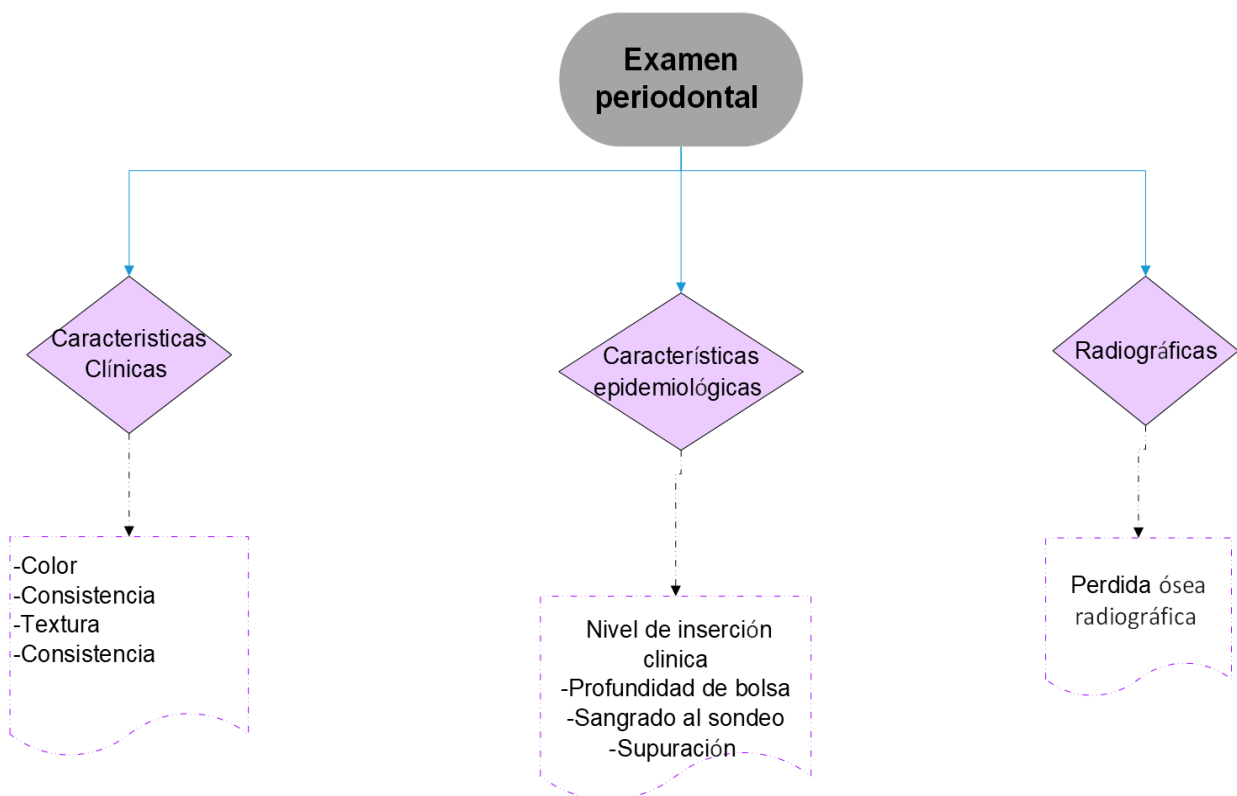 Examen
periodontal
Caracteristicas
Clínicas
-Color
-Consistencia
-Textura
-Consistencia
Características
epidemiológicas
Nivel de inserción
clinica
-Profundidad de bolsa
-Sangrado al sondeo
-Supuración
Radiográficas
Perdida ósea
radiográfica